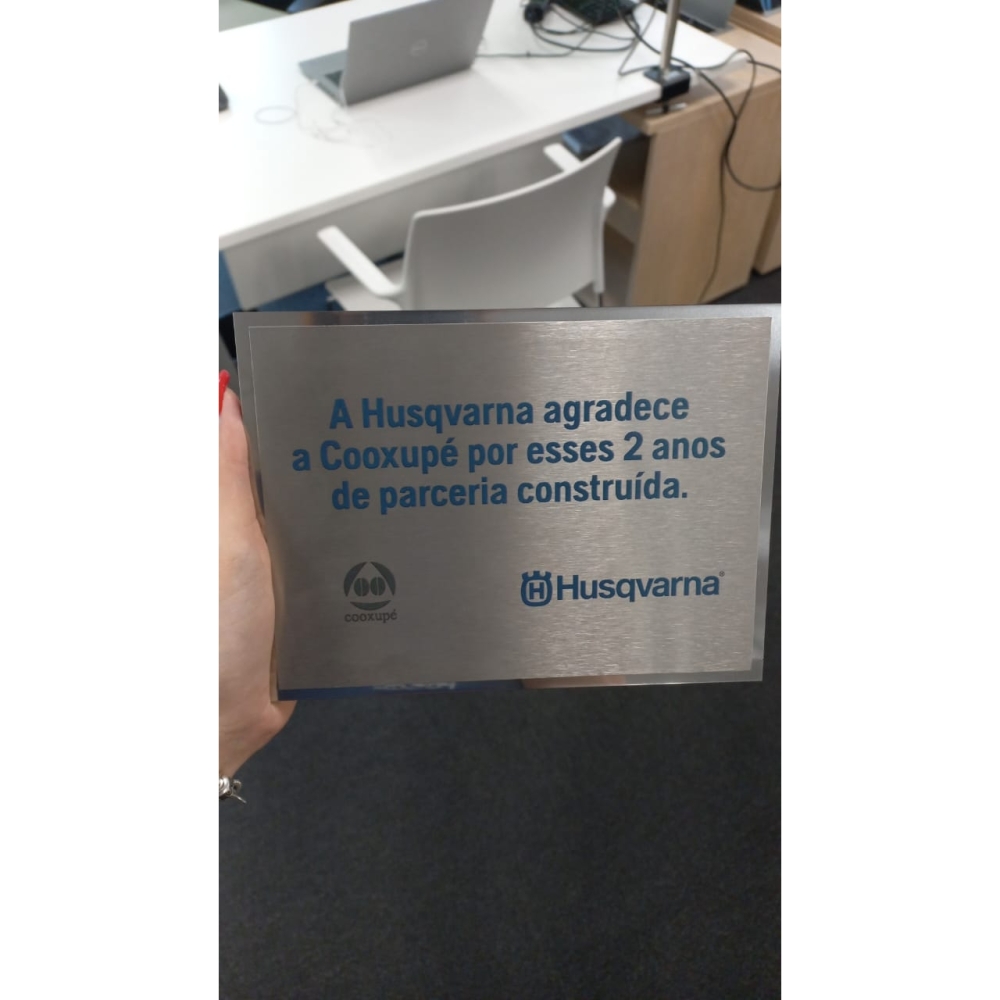 A Husqvarna agradece
a Cooxupé por esses 2 anos
de parceria construída.
cooxupé
H Husqvarna®